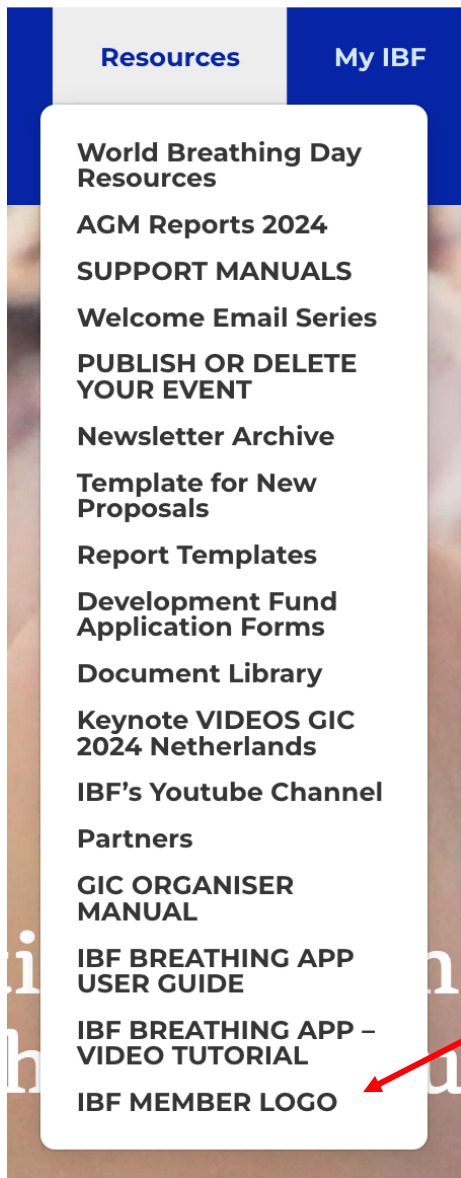 Resources
My IBF
World Breathing Day
Resources
AGM Reports 2024
SUPPORT MANUALS
Welcome Email Series
PUBLISH OR DELETE
YOUR EVENT
Newsletter Archive
Template for New
Proposals
Report Templates
Development Fund
Application Forms
Document Library
Keynote VIDEOS GIC
2024 Netherlands
IBF's Youtube Channel
Partners
GIC ORGANISER
MANUAL
IBF BREATHING APP
USER GUIDE
IBF BREATHING APP –
VIDEO TUTORIAL
IBF MEMBER LOGO